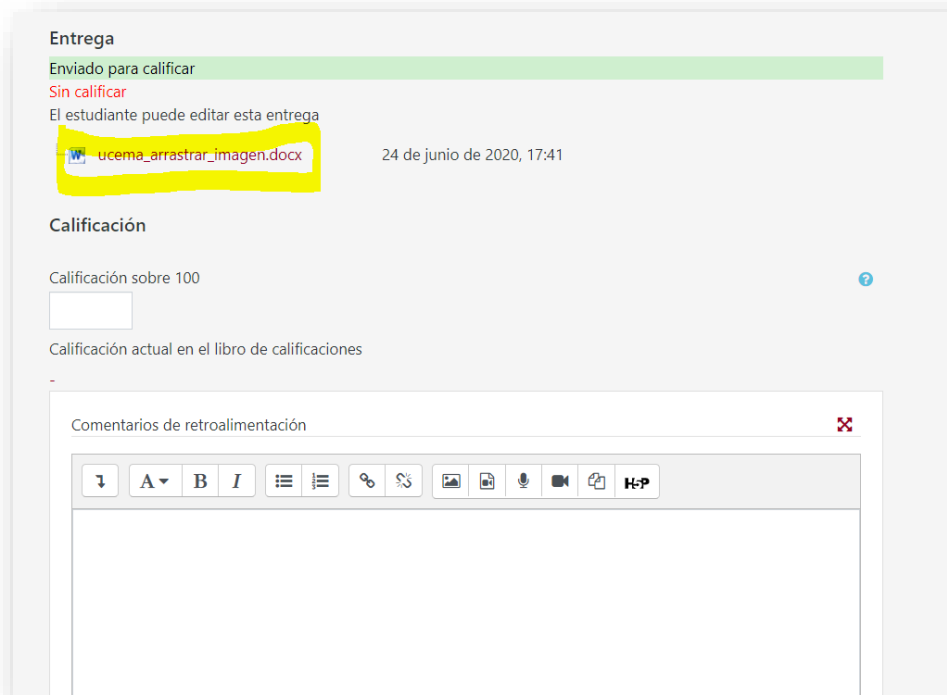 Entrega
Enviado para calificar
Sin calificar
El estudiante puede editar esta entrega
W ucema_arrastrar_imagen.docx 24 de junio de 2020, 17:41
Calificación
Calificación sobre 100 ?
Calificación actual en el libro de calificaciones
-
Comentarios de retroalimentación
A B I H5P